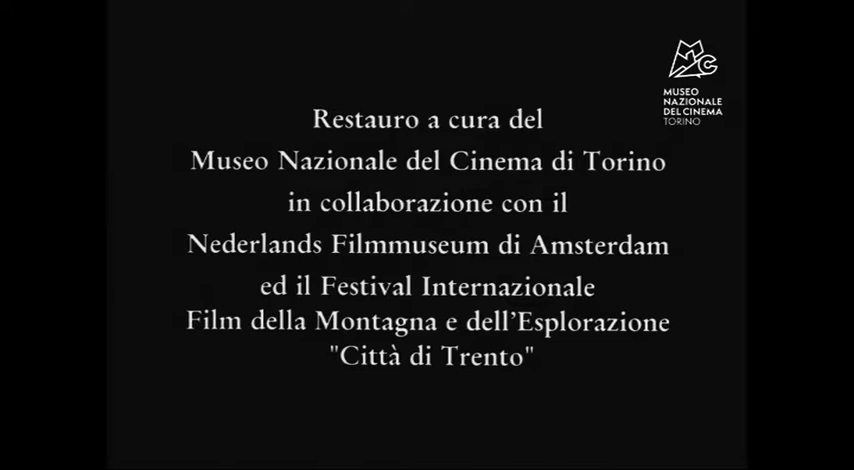 MUSEO
NAZIONALE
DEL CINEMA
TORINO
Restauro a cura del
Museo Nazionale del Cinema di Torino
in collaborazione con il
Nederlands Filmmuseum di Amsterdam
ed il Festival Internazionale
Film della Montagna e dell'Esplorazione
"Città di Trento"